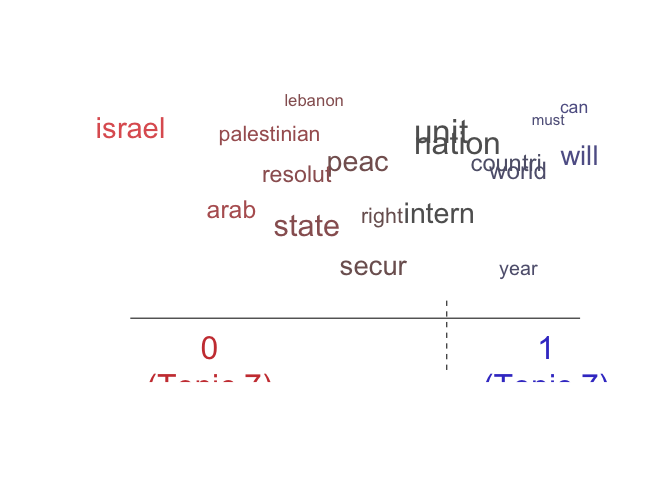 lebanon
can
must
israel
palestinian
unit
nation
peac
countri
will
resolut
world
arab
state
right
intern
secur
year
0
1
(Topic 7)
(Topic 7)